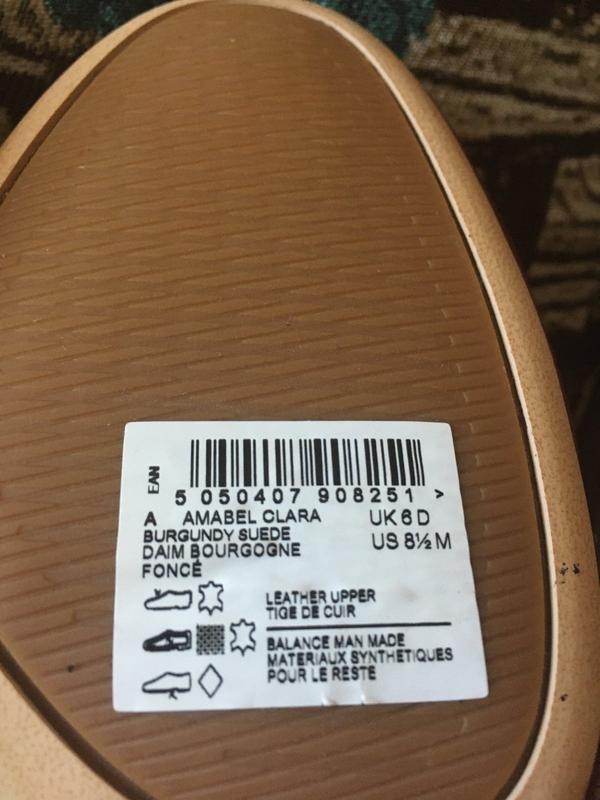 EAN
5 050407 908251 >
A AMABEL CLARA UK 6 D
BURGUNDY SUEDE US 8½ M
DAIM BOURGOGNE
FONCÉ
LEATHER UPPER
TIGE DE CUIR
BALANCE MAN MADE
MATERIAUX SYNTHETIQUES
POUR LE RESTE